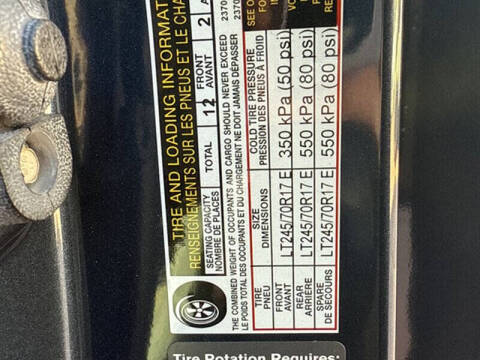 TIRE AND LOADING INFORMAT
RENSEIGNEMENTS SUR LES PNEUS ET LE CHA
SEATING CAPACITY
NOMBRE DE PLACES
TOTAL 12
FRONT
AVANT 2
THE COMBINED WEIGHT OF OCCUPANTS AND CARGO SHOULD NEVER EXCEED 2370
LE POIDS TOTAL DES OCCUPANTS ET DU CHARGEMENT NE DOIT JAMAIS DÉPASSER 2370
TIRE
PNEU
SIZE
DIMENSIONS
COLD TIRE PRESSURE
PRESSION DES PNEUS À FROID
FRONT
AVANT
LT245/70R17 E
350 kPa (50 psi)
REAR
ARRIÈRE
LT245/70R17 E
550 kPa (80 psi)
SPARE
DE SECOURS
LT245/70R17 E
550 kPa (80 psi)
Tire Rotation Requires: